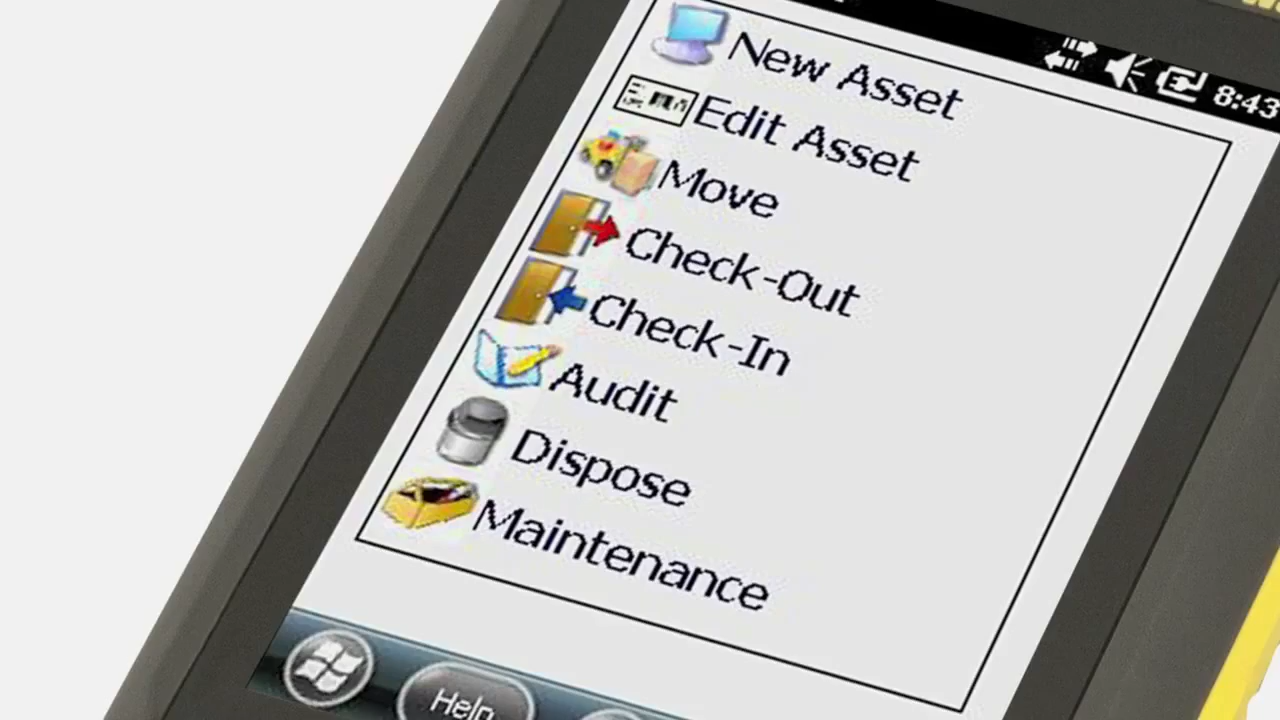 8:43
New Asset
Edit Asset
Move
Check-Out
Check-In
Audit
Dispose
Maintenance
Help